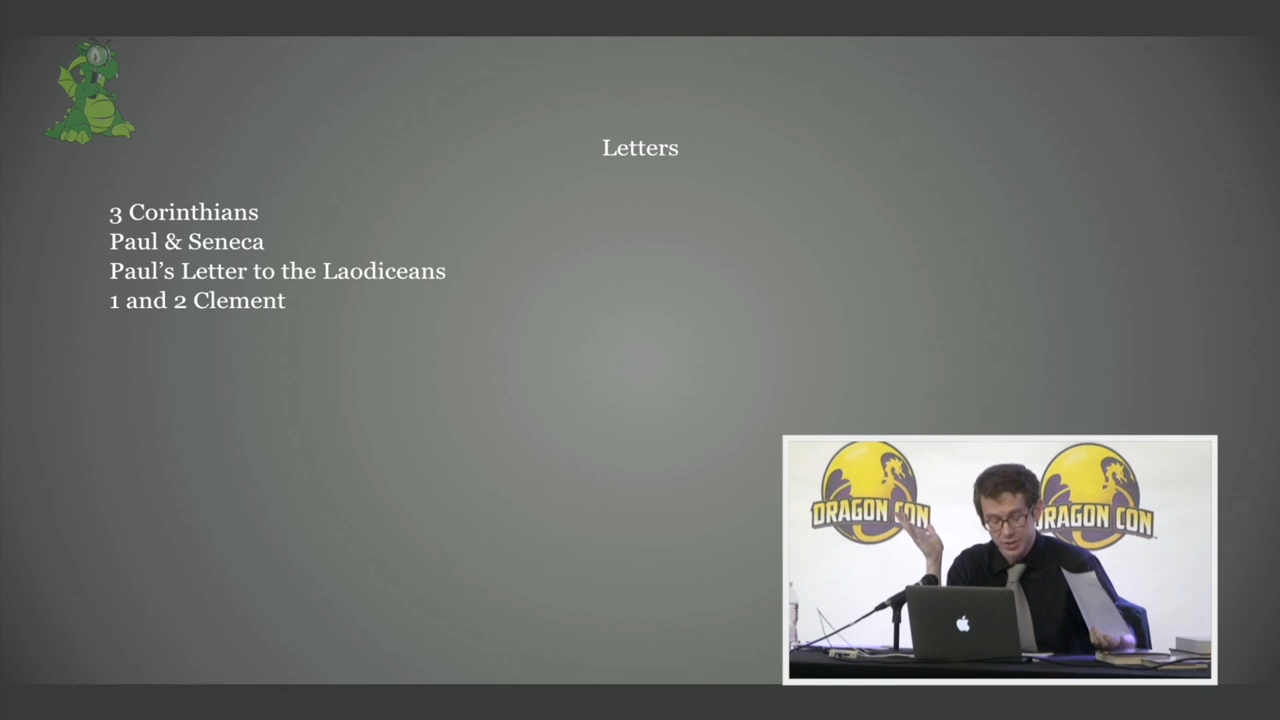 Letters
3 Corinthians
Paul & Seneca
Paul’s Letter to the Laodiceans
1 and 2 Clement
DRAGON CON
DRAGON CON